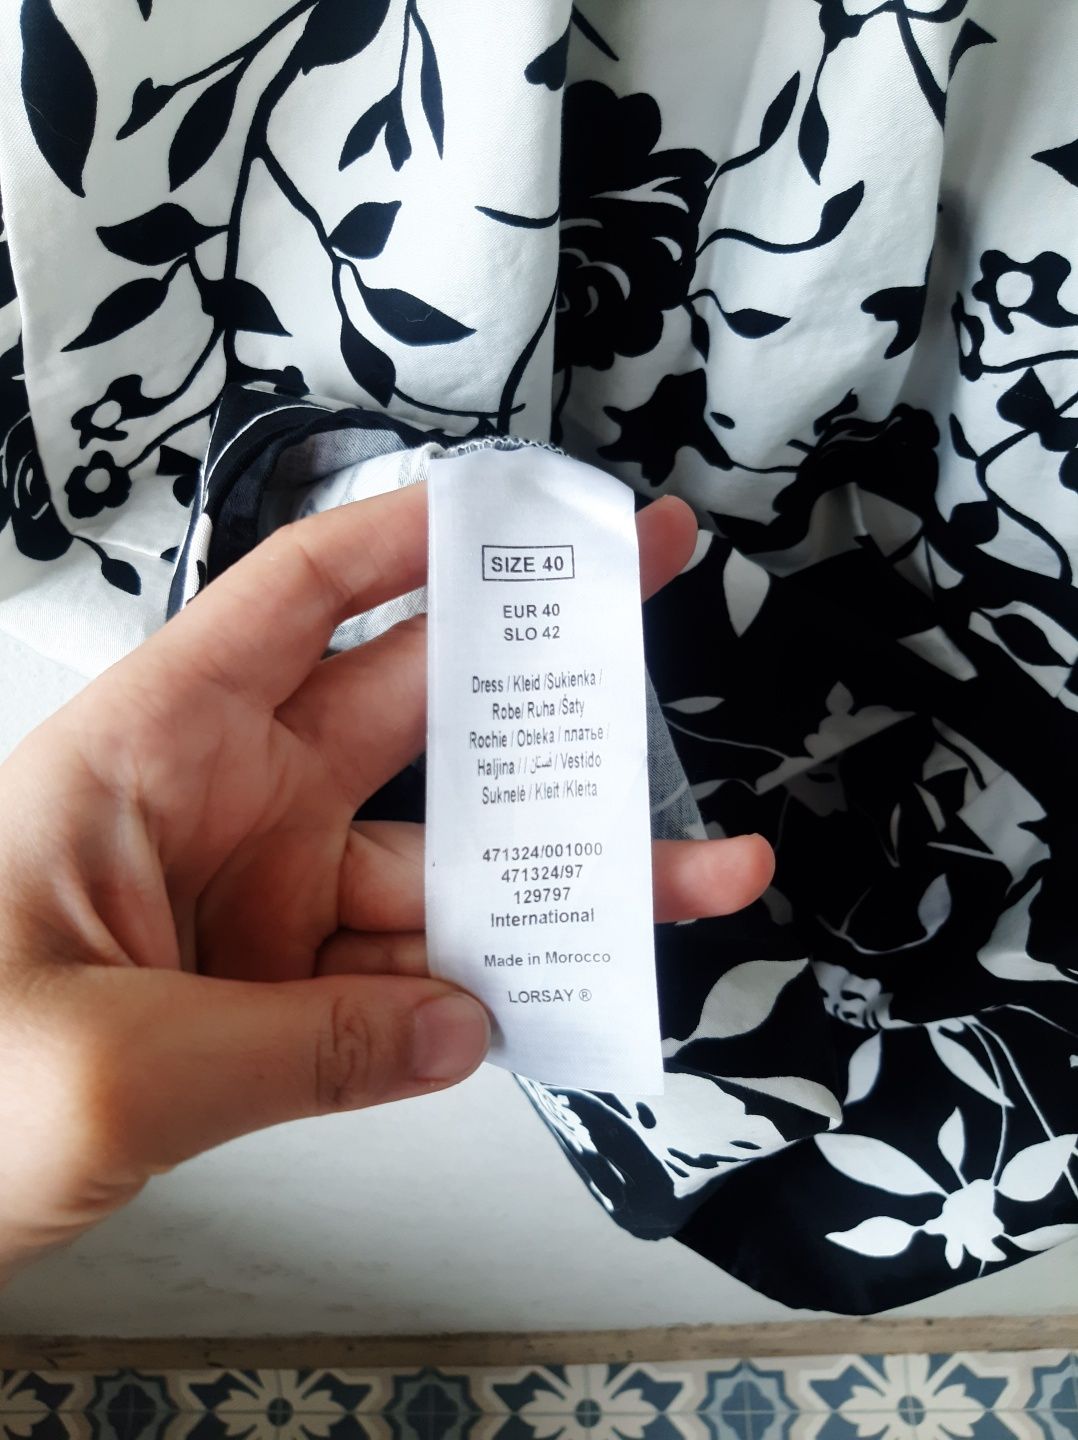 SIZE 40
EUR 40
SLO 42
Dress / Kleid /Sukienka /
Robe/ Ruha /Šaty
Rochie / Obleka / платье /
Haljina / / فستان / Vestido
Suknelė / Kleit /Kleita
471324/001000
471324/97
129797
International
Made in Morocco
LORSAY ®